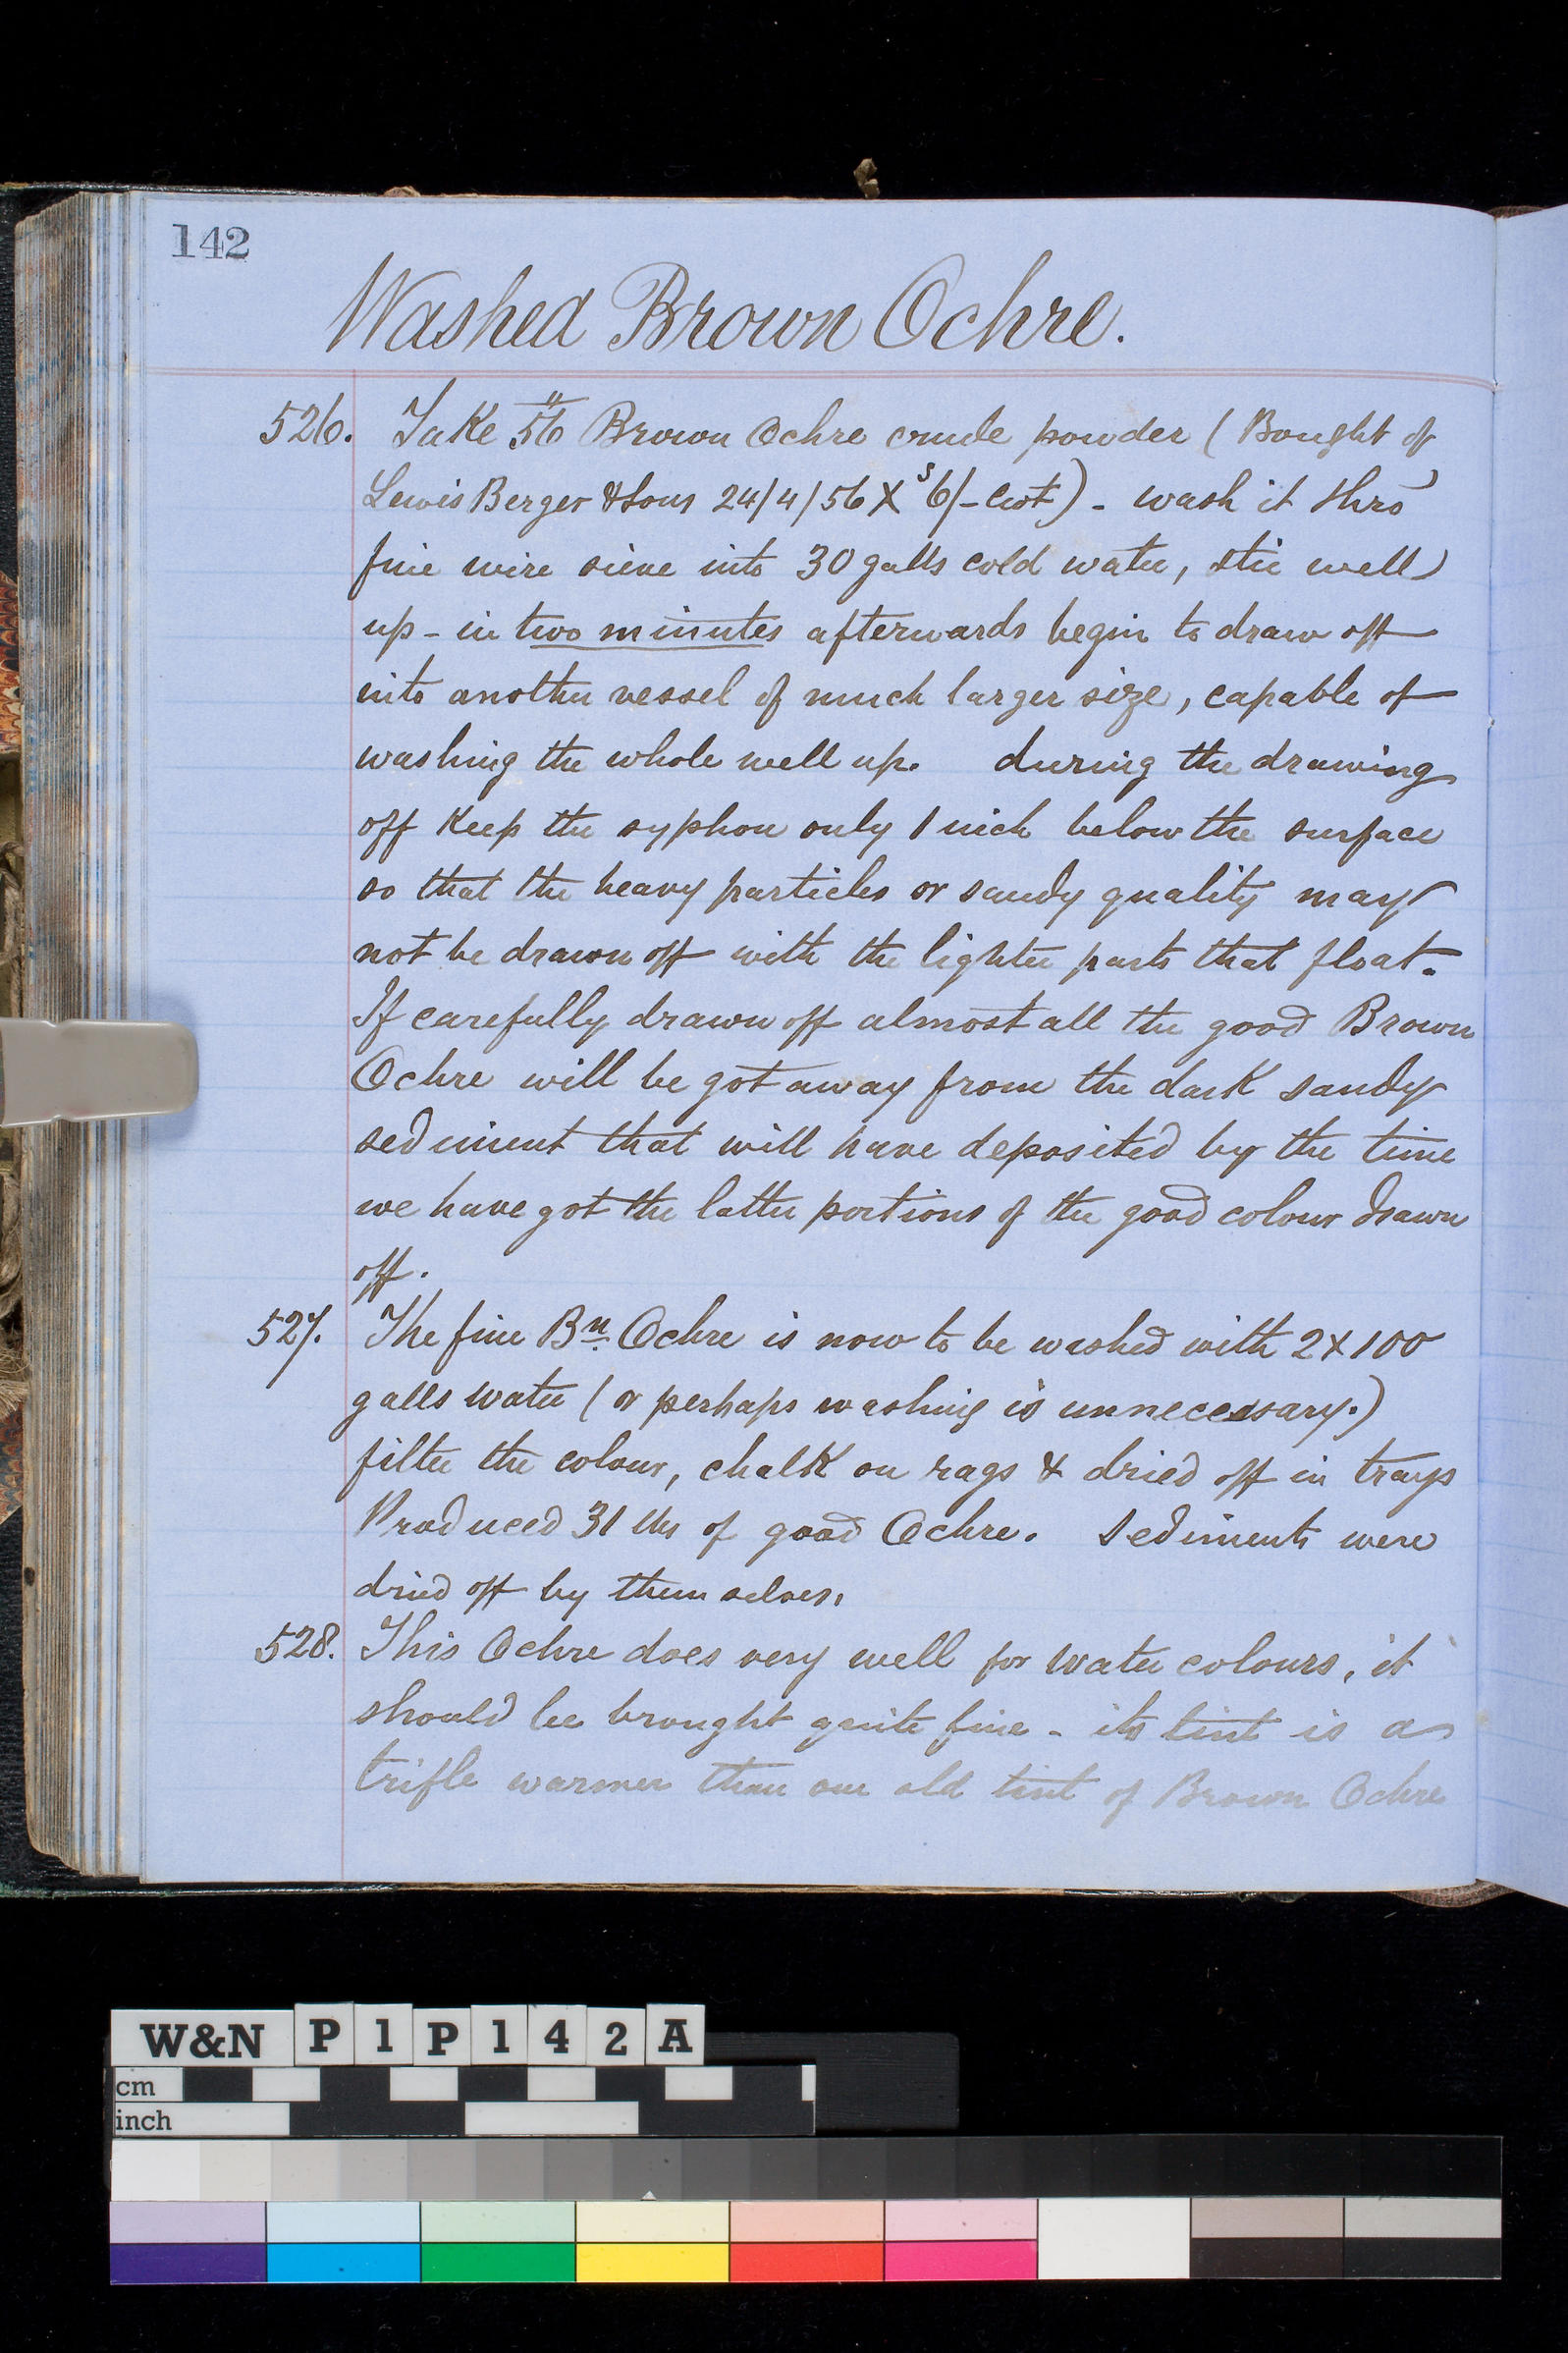 142
Washed Brown Ochre.
526. Take 56 Brown Ochre crude powder (Bought of
Lewis Berger & Sons 24/4/56 X 6/- Cwt) - wash it thro'
fine wire sieve into 30 galls cold water, stir well
up - in two minutes afterwards begin to draw off
into another vessel of much larger size, capable of
washing the whole well up. during the drawing
off keep the syphon only 1 inch below the surface
so that the heavy particles or sandy quality may
not be drawn off with the lighter parts that float.
If carefully drawn off almost all the good Brown
Ochre will be got away from the dark sandy
sediment that will have deposited by the time
we have got the latter portions of the good colour drawn
off.
527. The fine Bn. Ochre is now to be washed with 2 x 100
galls water (or perhaps washing is unnecessary.)
filter the colour, chalk on rags & dried off in trays
Produced 31 lbs of good Ochre. Sediments were
dried off by themselves.
528. This Ochre does very well for Water colours, it
should be brought quite fine - its tint is a
trifle warmer than our old tint of Brown Ochre
W&N P1P142A
cm
inch